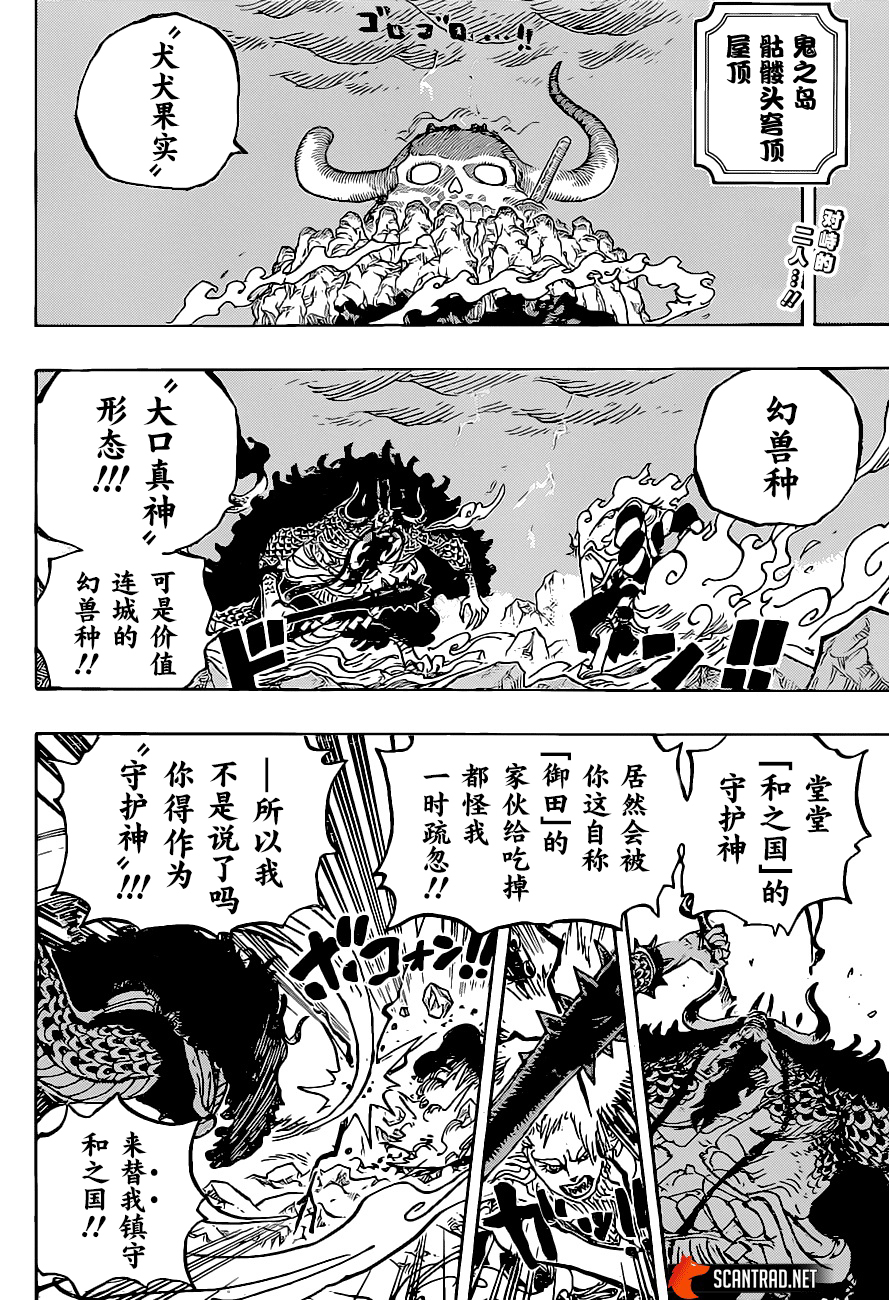 鬼之岛
骷髅头穹顶
屋顶
对峙的
二人…!!
ゴロゴロ……!!
〝犬犬果实〞
幻兽种
〝大口真神〞
形态!!!
可是价值
连城的
幻兽种!!
ドン!!
堂堂
「和之国」的
守护神
居然会被
你这自称
「御田」的
家伙给吃掉
都怪我
一时疏忽!!
—所以我
不是说了吗
你得作为
〝守护神〞!!!
ガッ!!
ボコォン!!
来替我镇守
和之国!!
SCANTRAD.NET